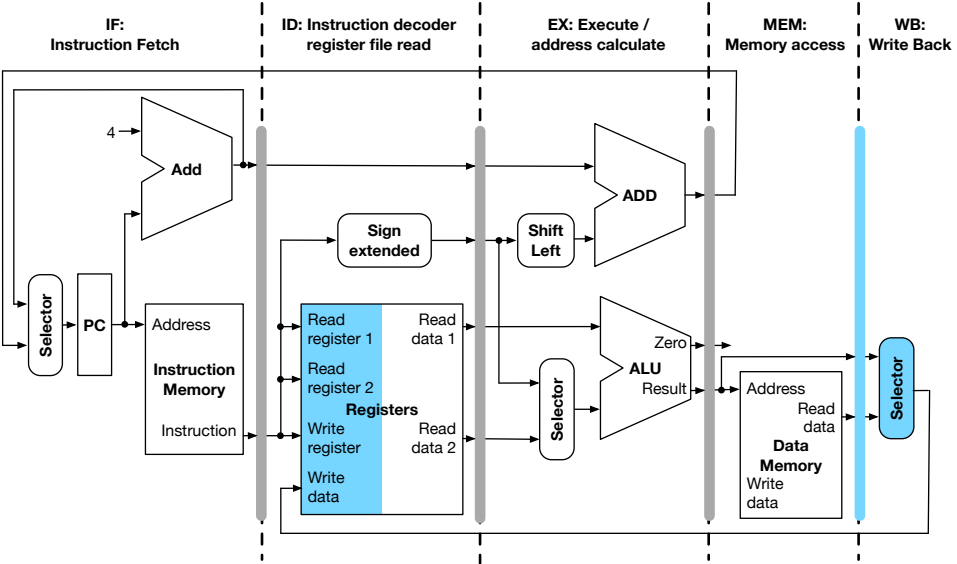 IF:
Instruction Fetch
ID: Instruction decoder
register file read
EX: Execute /
address calculate
MEM:
Memory access
WB:
Write Back
4
Add
ADD
Sign
extended
Shift
Left
Selector
PC
Address
Instruction
Memory
Instruction
Read
register 1
Read
register 2
Registers
Write
register
Write
data
Read
data 1
Read
data 2
Selector
Zero
ALU
Result
Address
Read
data
Data
Memory
Write
data
Selector